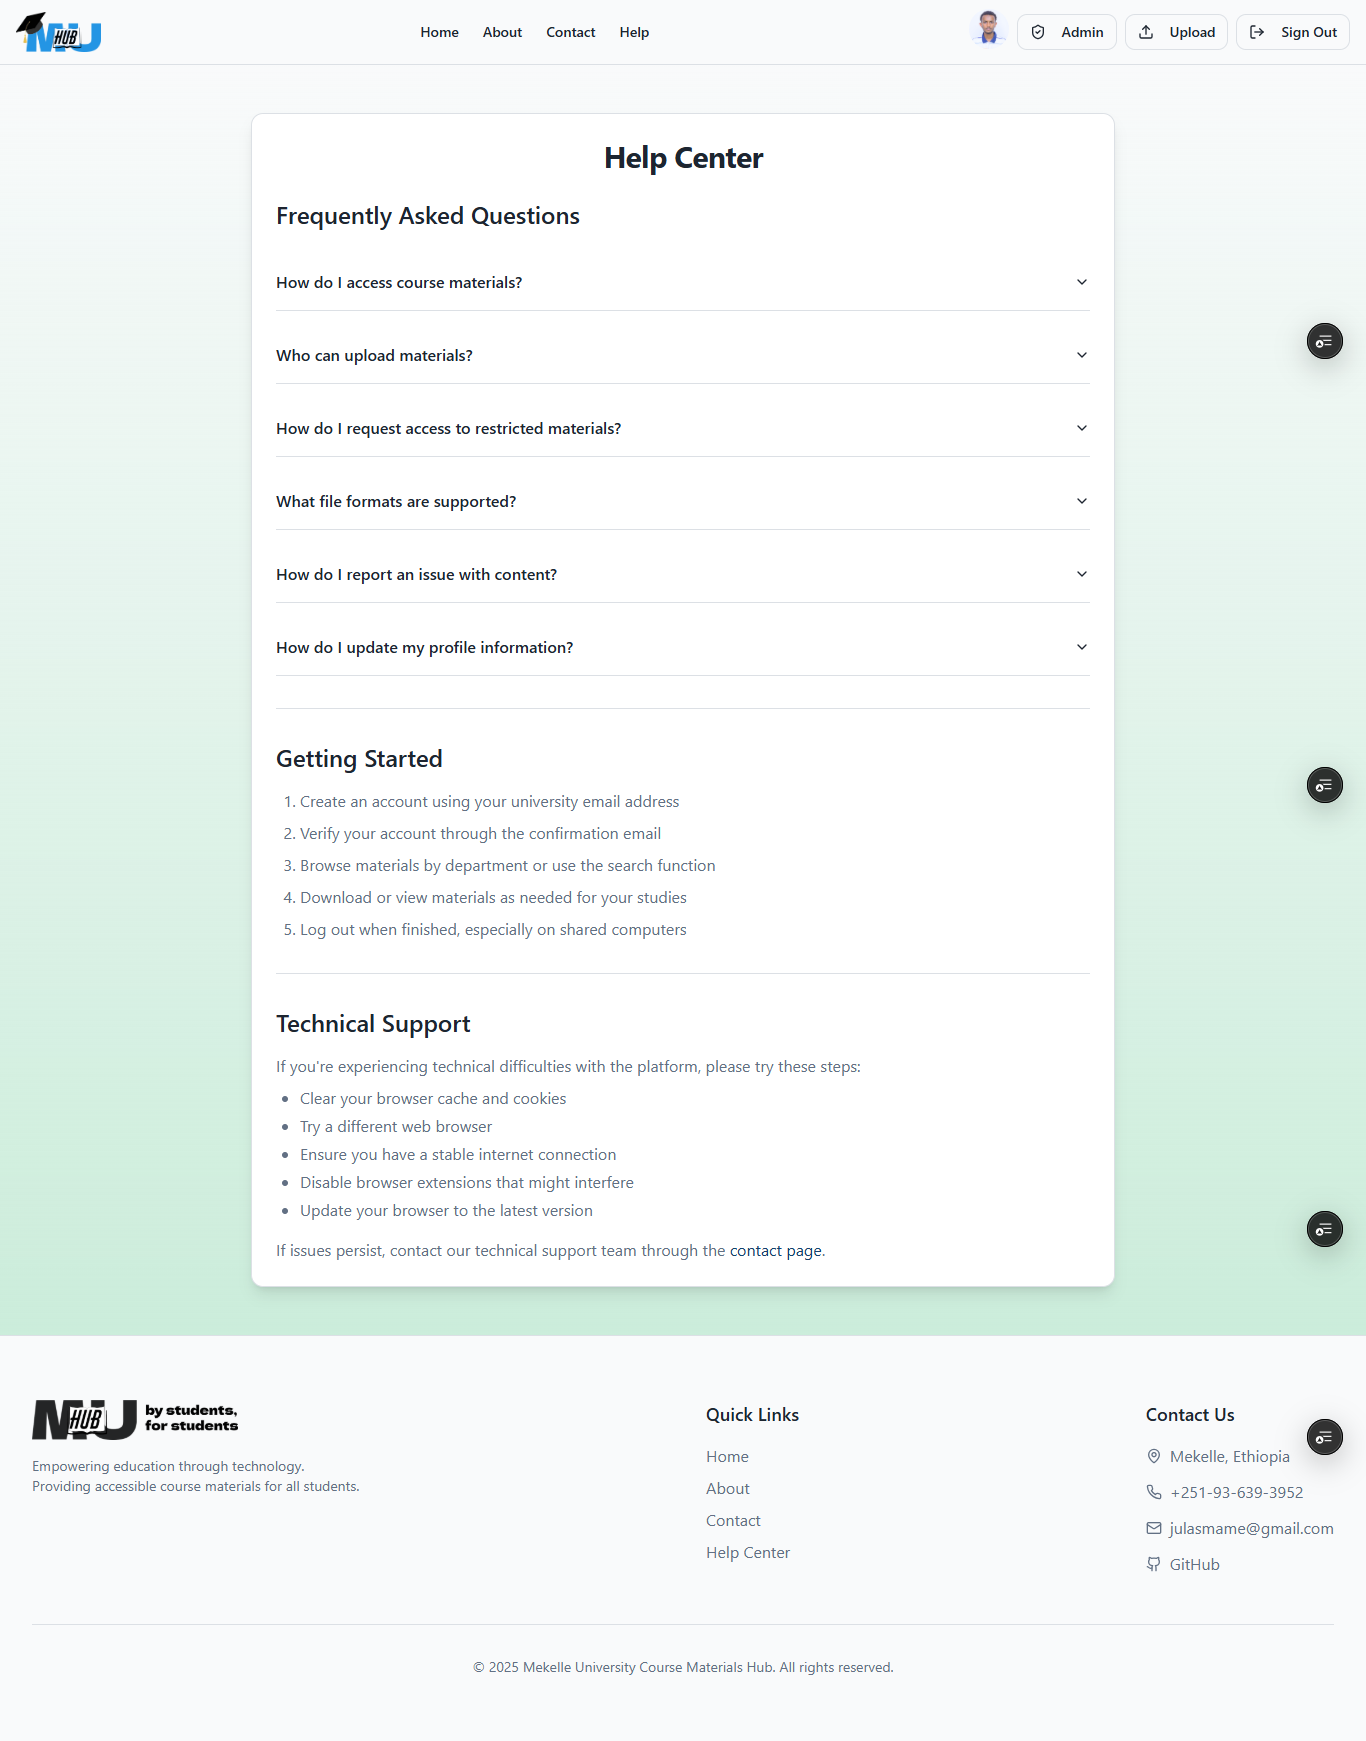 MU HUB
Home
About
Contact
Help
Admin
Upload
Sign Out
Help Center
Frequently Asked Questions
How do I access course materials?
Who can upload materials?
How do I request access to restricted materials?
What file formats are supported?
How do I report an issue with content?
How do I update my profile information?
Getting Started
1. Create an account using your university email address
2. Verify your account through the confirmation email
3. Browse materials by department or use the search function
4. Download or view materials as needed for your studies
5. Log out when finished, especially on shared computers
Technical Support
If you're experiencing technical difficulties with the platform, please try these steps:
• Clear your browser cache and cookies
• Try a different web browser
• Ensure you have a stable internet connection
• Disable browser extensions that might interfere
• Update your browser to the latest version
If issues persist, contact our technical support team through the contact page.
MU HUB
by students,
for students
Empowering education through technology.
Providing accessible course materials for all students.
Quick Links
Home
About
Contact
Help Center
Contact Us
Mekelle, Ethiopia
+251-93-639-3952
julasmame@gmail.com
GitHub
© 2025 Mekelle University Course Materials Hub. All rights reserved.